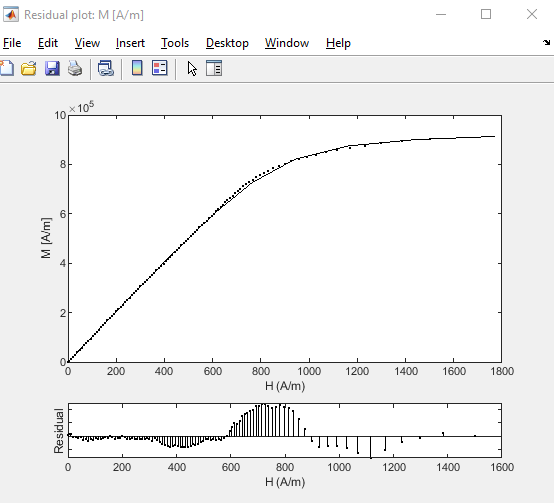 Residual plot: M [A/m]
File Edit View Insert Tools Desktop Window Help
×10^5
10
8
6
4
2
0
M [A/m]
0 200 400 600 800 1000 1200 1400 1600 1800
H (A/m)
Residual
0 200 400 600 800 1000 1200 1400 1600
H (A/m)